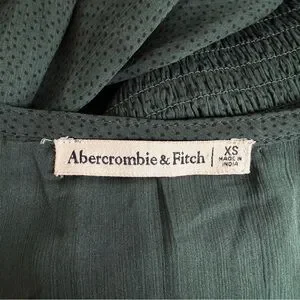 Abercrombie & Fitch
XS
MADE IN
INDIA